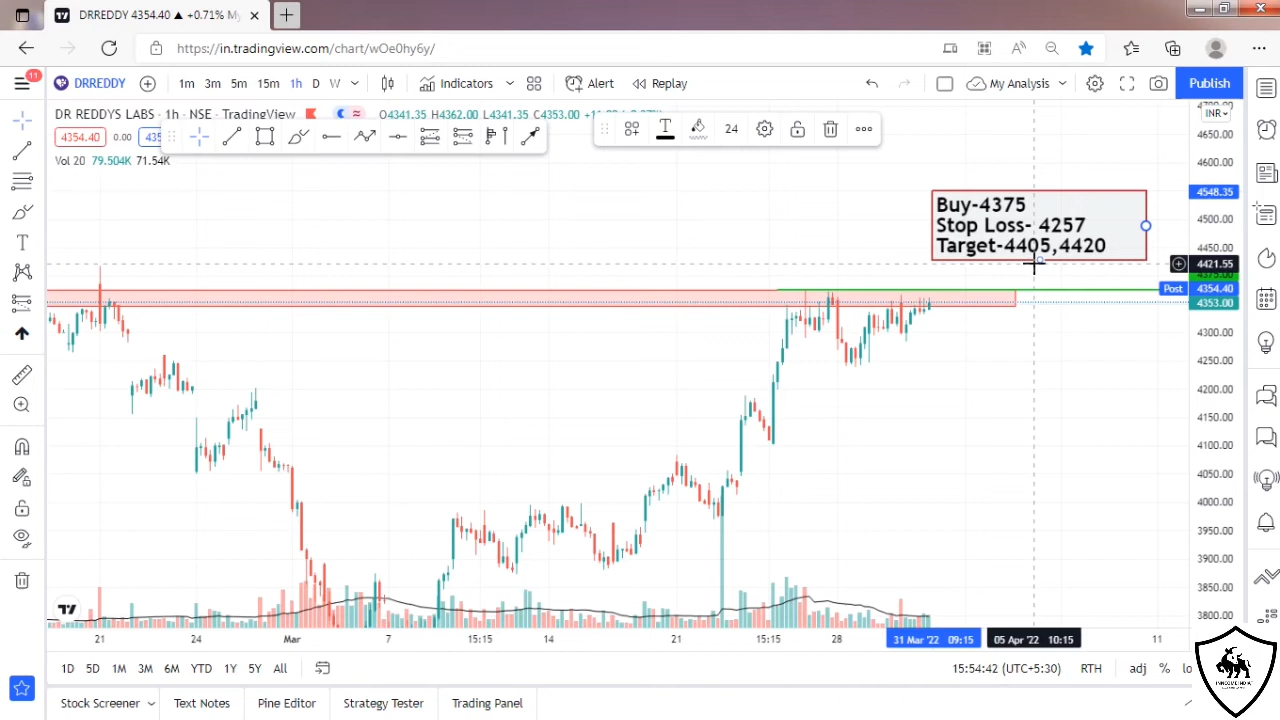 DRREDDY 4354.40 ▲ +0.71% My
https://in.tradingview.com/chart/wOe0hy6y/
11
DRREDDY
1m 3m 5m 15m 1h D W
Indicators
Alert
Replay
My Analysis
Publish
DR REDDYS LABS · 1h · NSE · TradingView
O4341.35 H4362.00 L4341.35 C4353.00
4354.40 0.00
Vol 20 79.504K 71.54K
24
INR
Buy-4375
Stop Loss- 4257
Target-4405,4420
4650.00
4600.00
4548.35
4500.00
4450.00
4421.55
4375.00
Post 4354.40
4353.00
4300.00
4250.00
4200.00
4150.00
4100.00
4050.00
4000.00
3950.00
3900.00
3850.00
3800.00
21 24 Mar 7 15:15 14 21 15:15 28 31 Mar '22 09:15 05 Apr '22 10:15 11
1D 5D 1M 3M 6M YTD 1Y 5Y All
15:54:42 (UTC+5:30) RTH adj % lo
Stock Screener Text Notes Pine Editor Strategy Tester Trading Panel